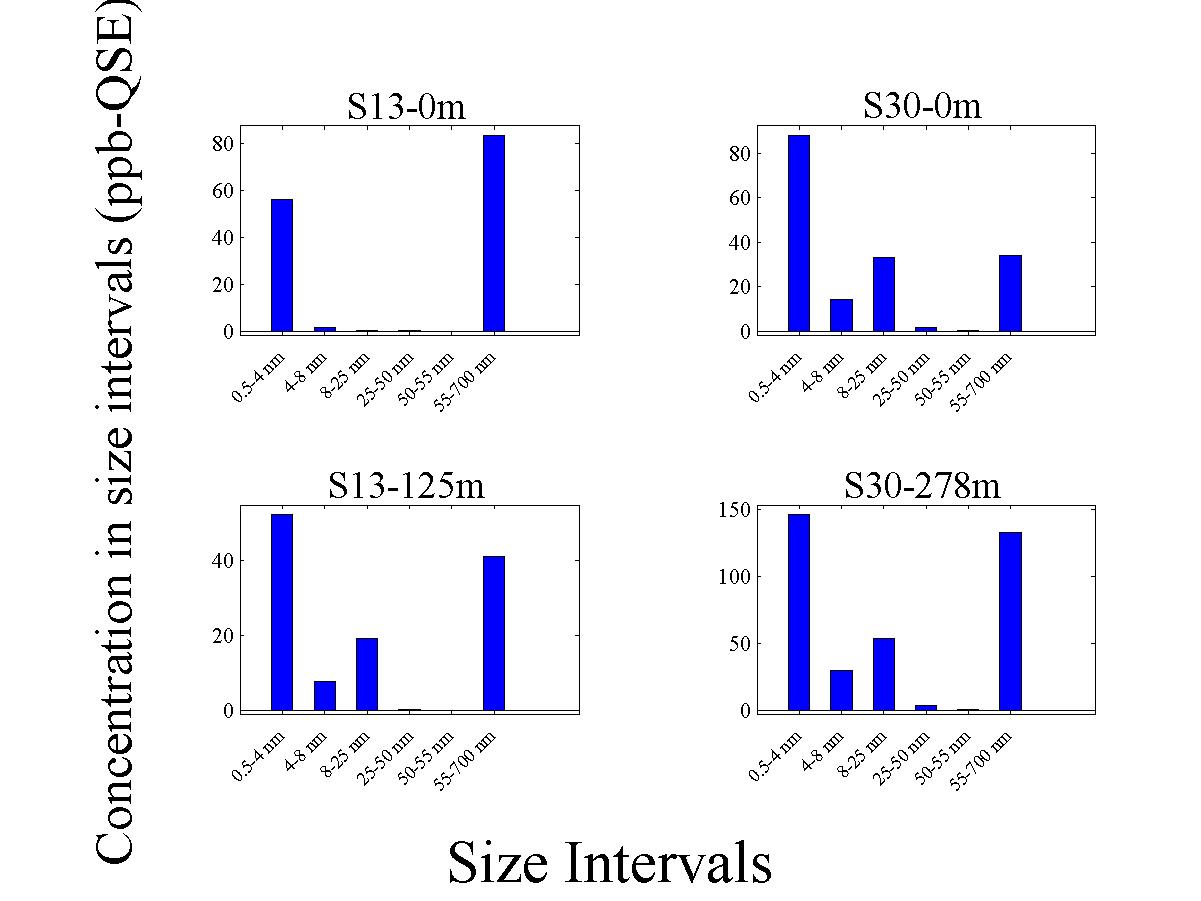 Concentration in size intervals (ppb-QSE)
S13-0m
80
60
40
20
0
0.5-4 nm
4-8 nm
8-25 nm
25-50 nm
50-55 nm
55-700 nm
S30-0m
80
60
40
20
0
0.5-4 nm
4-8 nm
8-25 nm
25-50 nm
50-55 nm
55-700 nm
S13-125m
40
20
0
0.5-4 nm
4-8 nm
8-25 nm
25-50 nm
50-55 nm
55-700 nm
S30-278m
150
100
50
0
0.5-4 nm
4-8 nm
8-25 nm
25-50 nm
50-55 nm
55-700 nm
Size Intervals